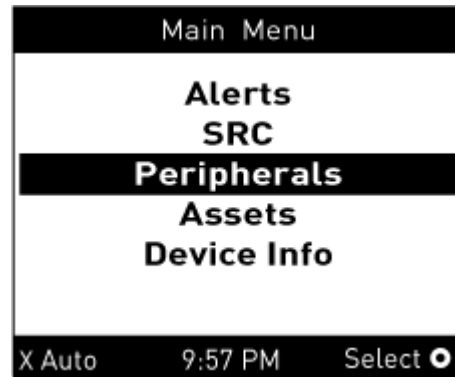 Main Menu
Alerts
SRC
Peripherals
Assets
Device Info
X Auto 9:57 PM Select